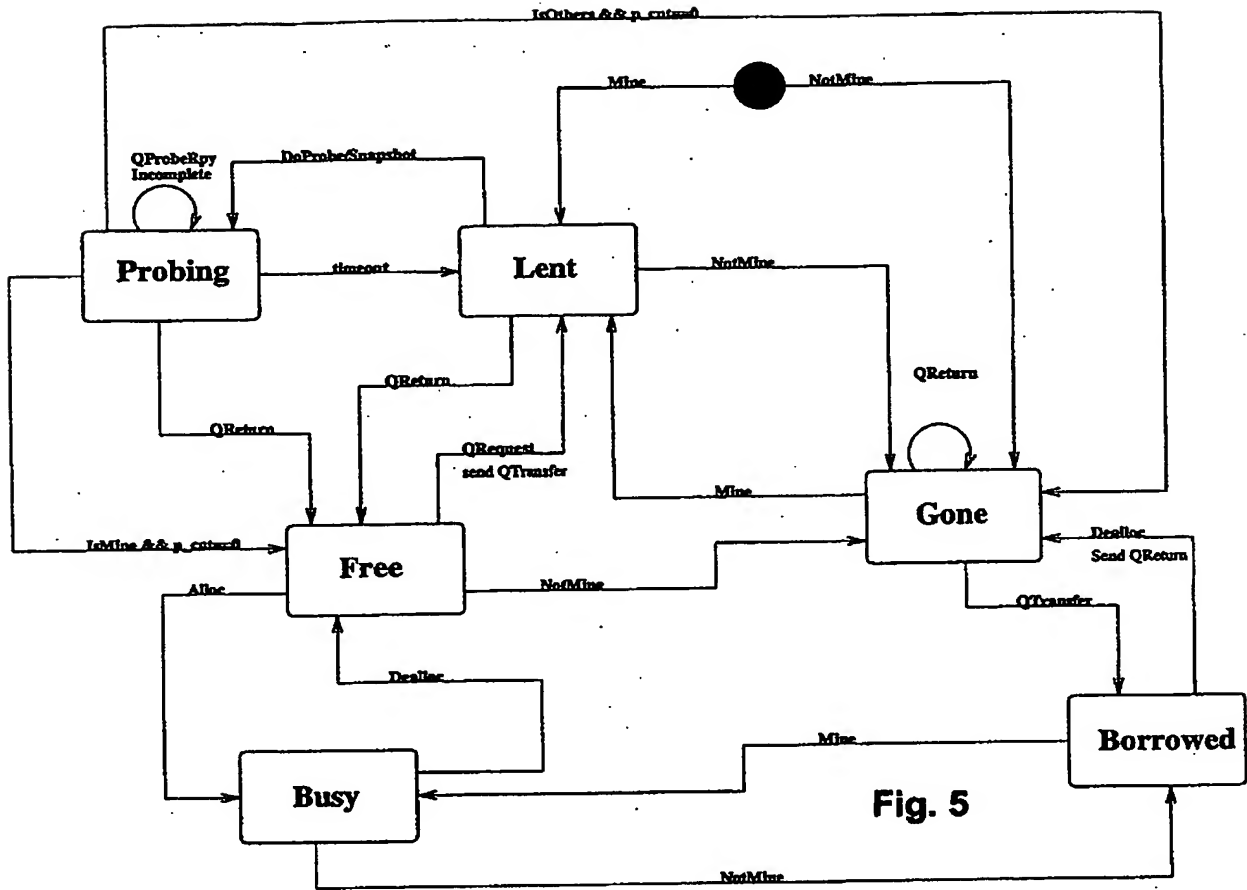 IsOthers && p_cnt==0
Mine
NotMine
QProbeRpy
Incomplete
DoProbe/Snapshot
Probing
timeout
Lent
NotMine
QReturn
QReturn
QReturn
QRequest
send QTransfer
Mine
Gone
IsMine && p_cnt==0
Free
Dealloc
Send QReturn
Alloc
NotMine
QTransfer
Dealloc
Mine
Borrowed
Busy
Fig. 5
NotMine